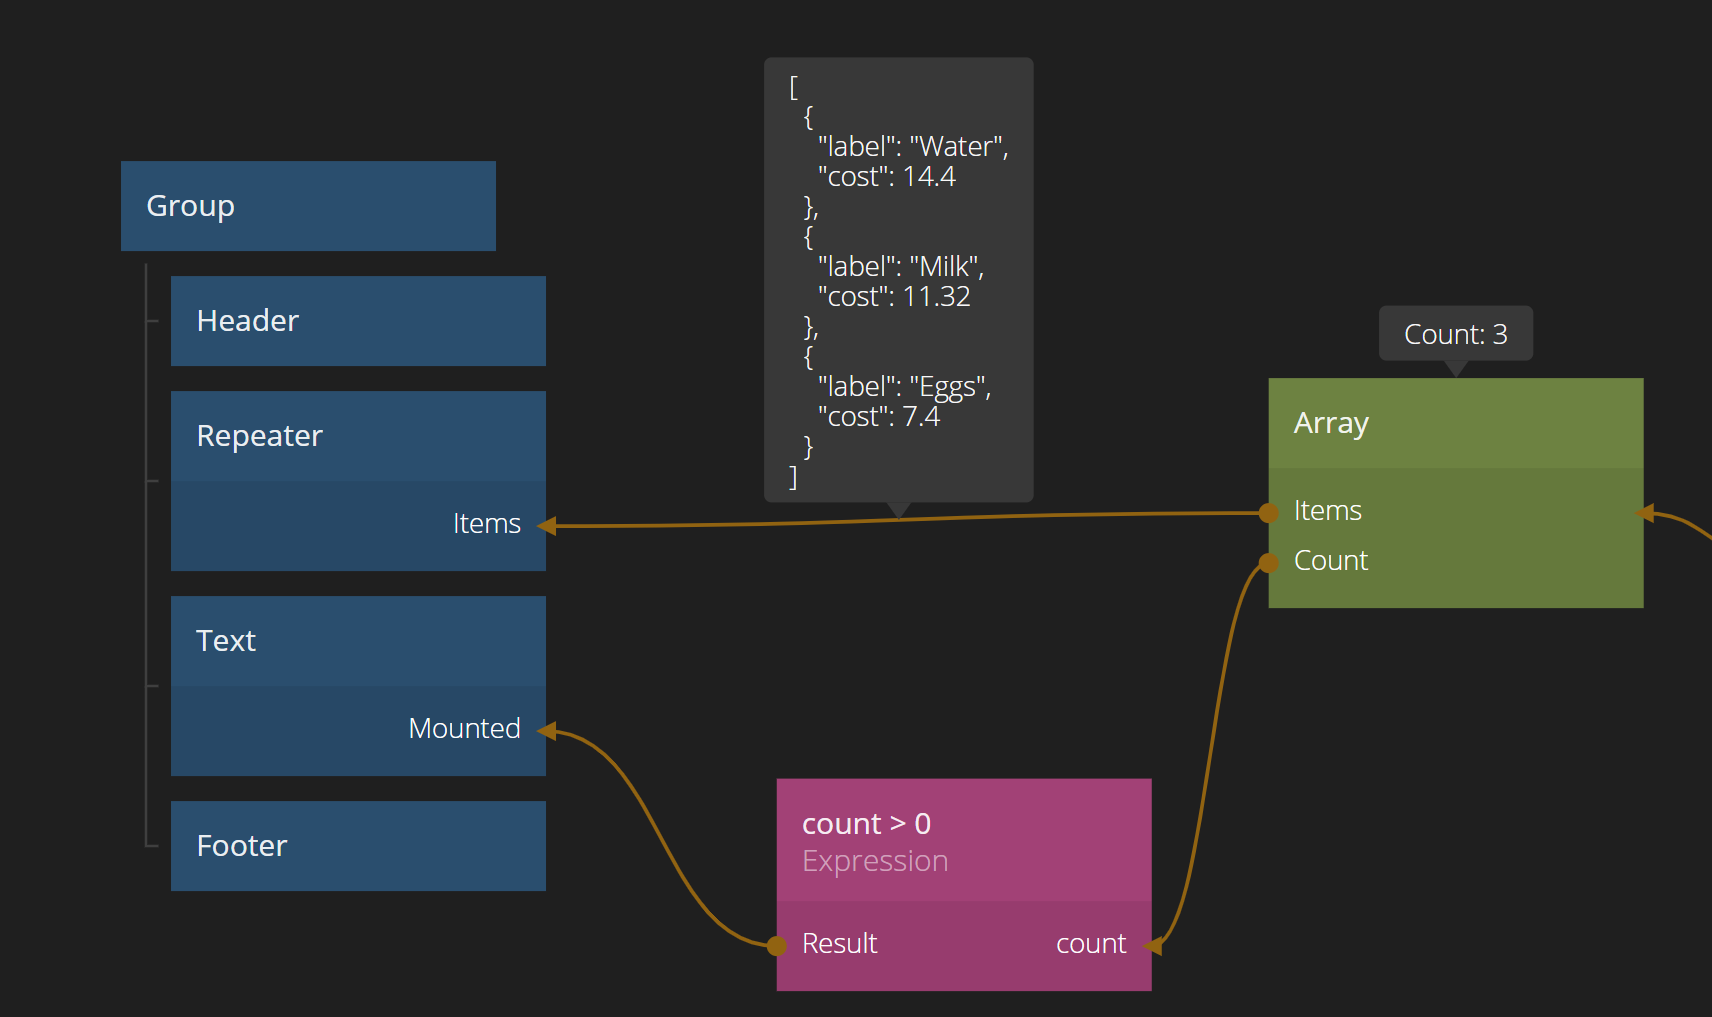 Group
Header
Repeater
Items
Text
Mounted
Footer
[
{
"label": "Water",
"cost": 14.4
},
{
"label": "Milk",
"cost": 11.32
},
{
"label": "Eggs",
"cost": 7.4
}
]
count > 0
Expression
Result count
Count: 3
Array
Items
Count